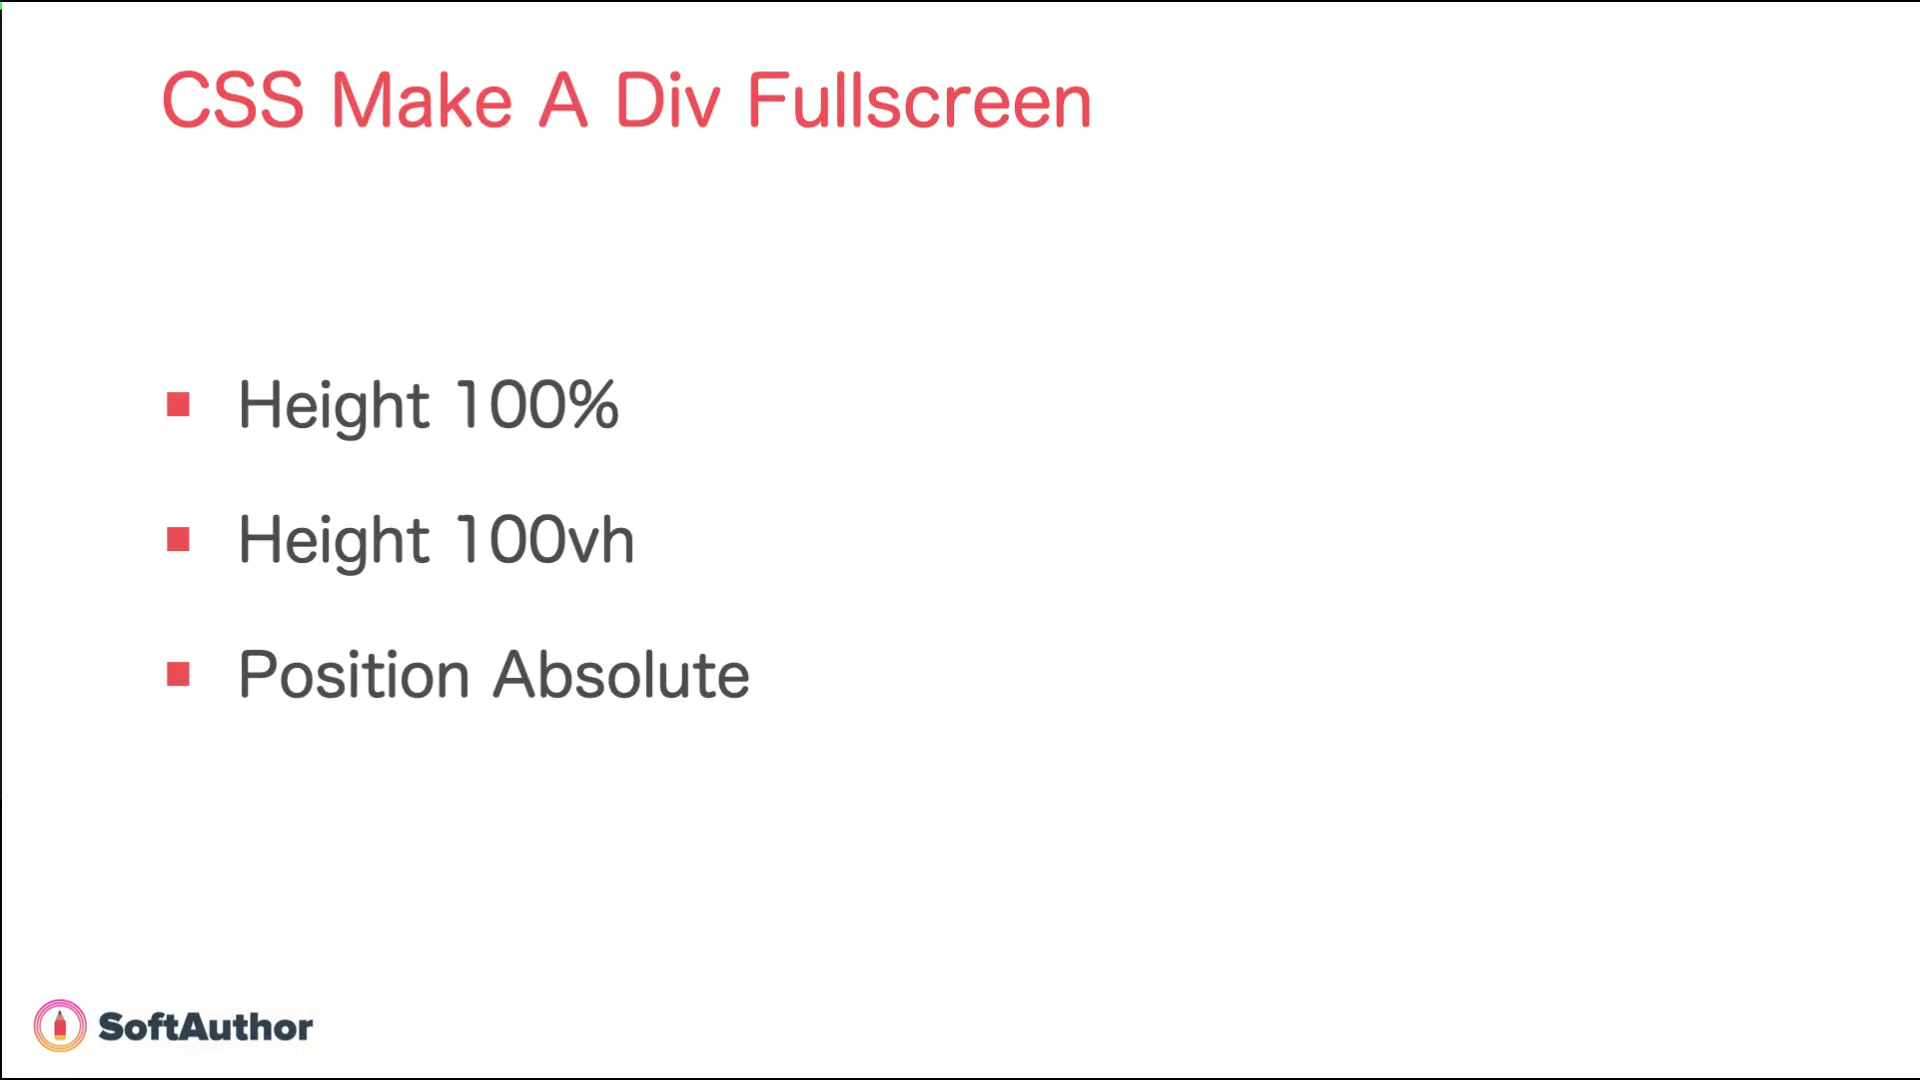 CSS Make A Div Fullscreen
Height 100%
Height 100vh
Position Absolute
SoftAuthor